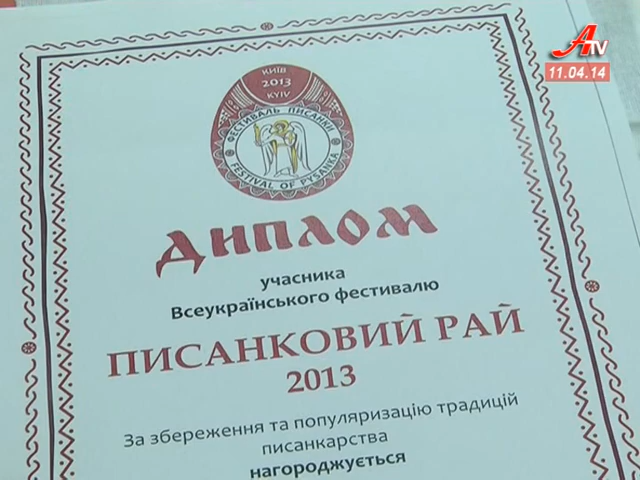 ATV
11.04.14
КИЇВ
2013
KYIV
ФЕСТИВАЛЬ ПИСАНКИ
FESTIVAL OF PYSANKA
ДИПЛОМ
учасника
Всеукраїнського фестивалю
ПИСАНКОВИЙ РАЙ
2013
За збереження та популяризацію традицій
писанкарства
нагороджується